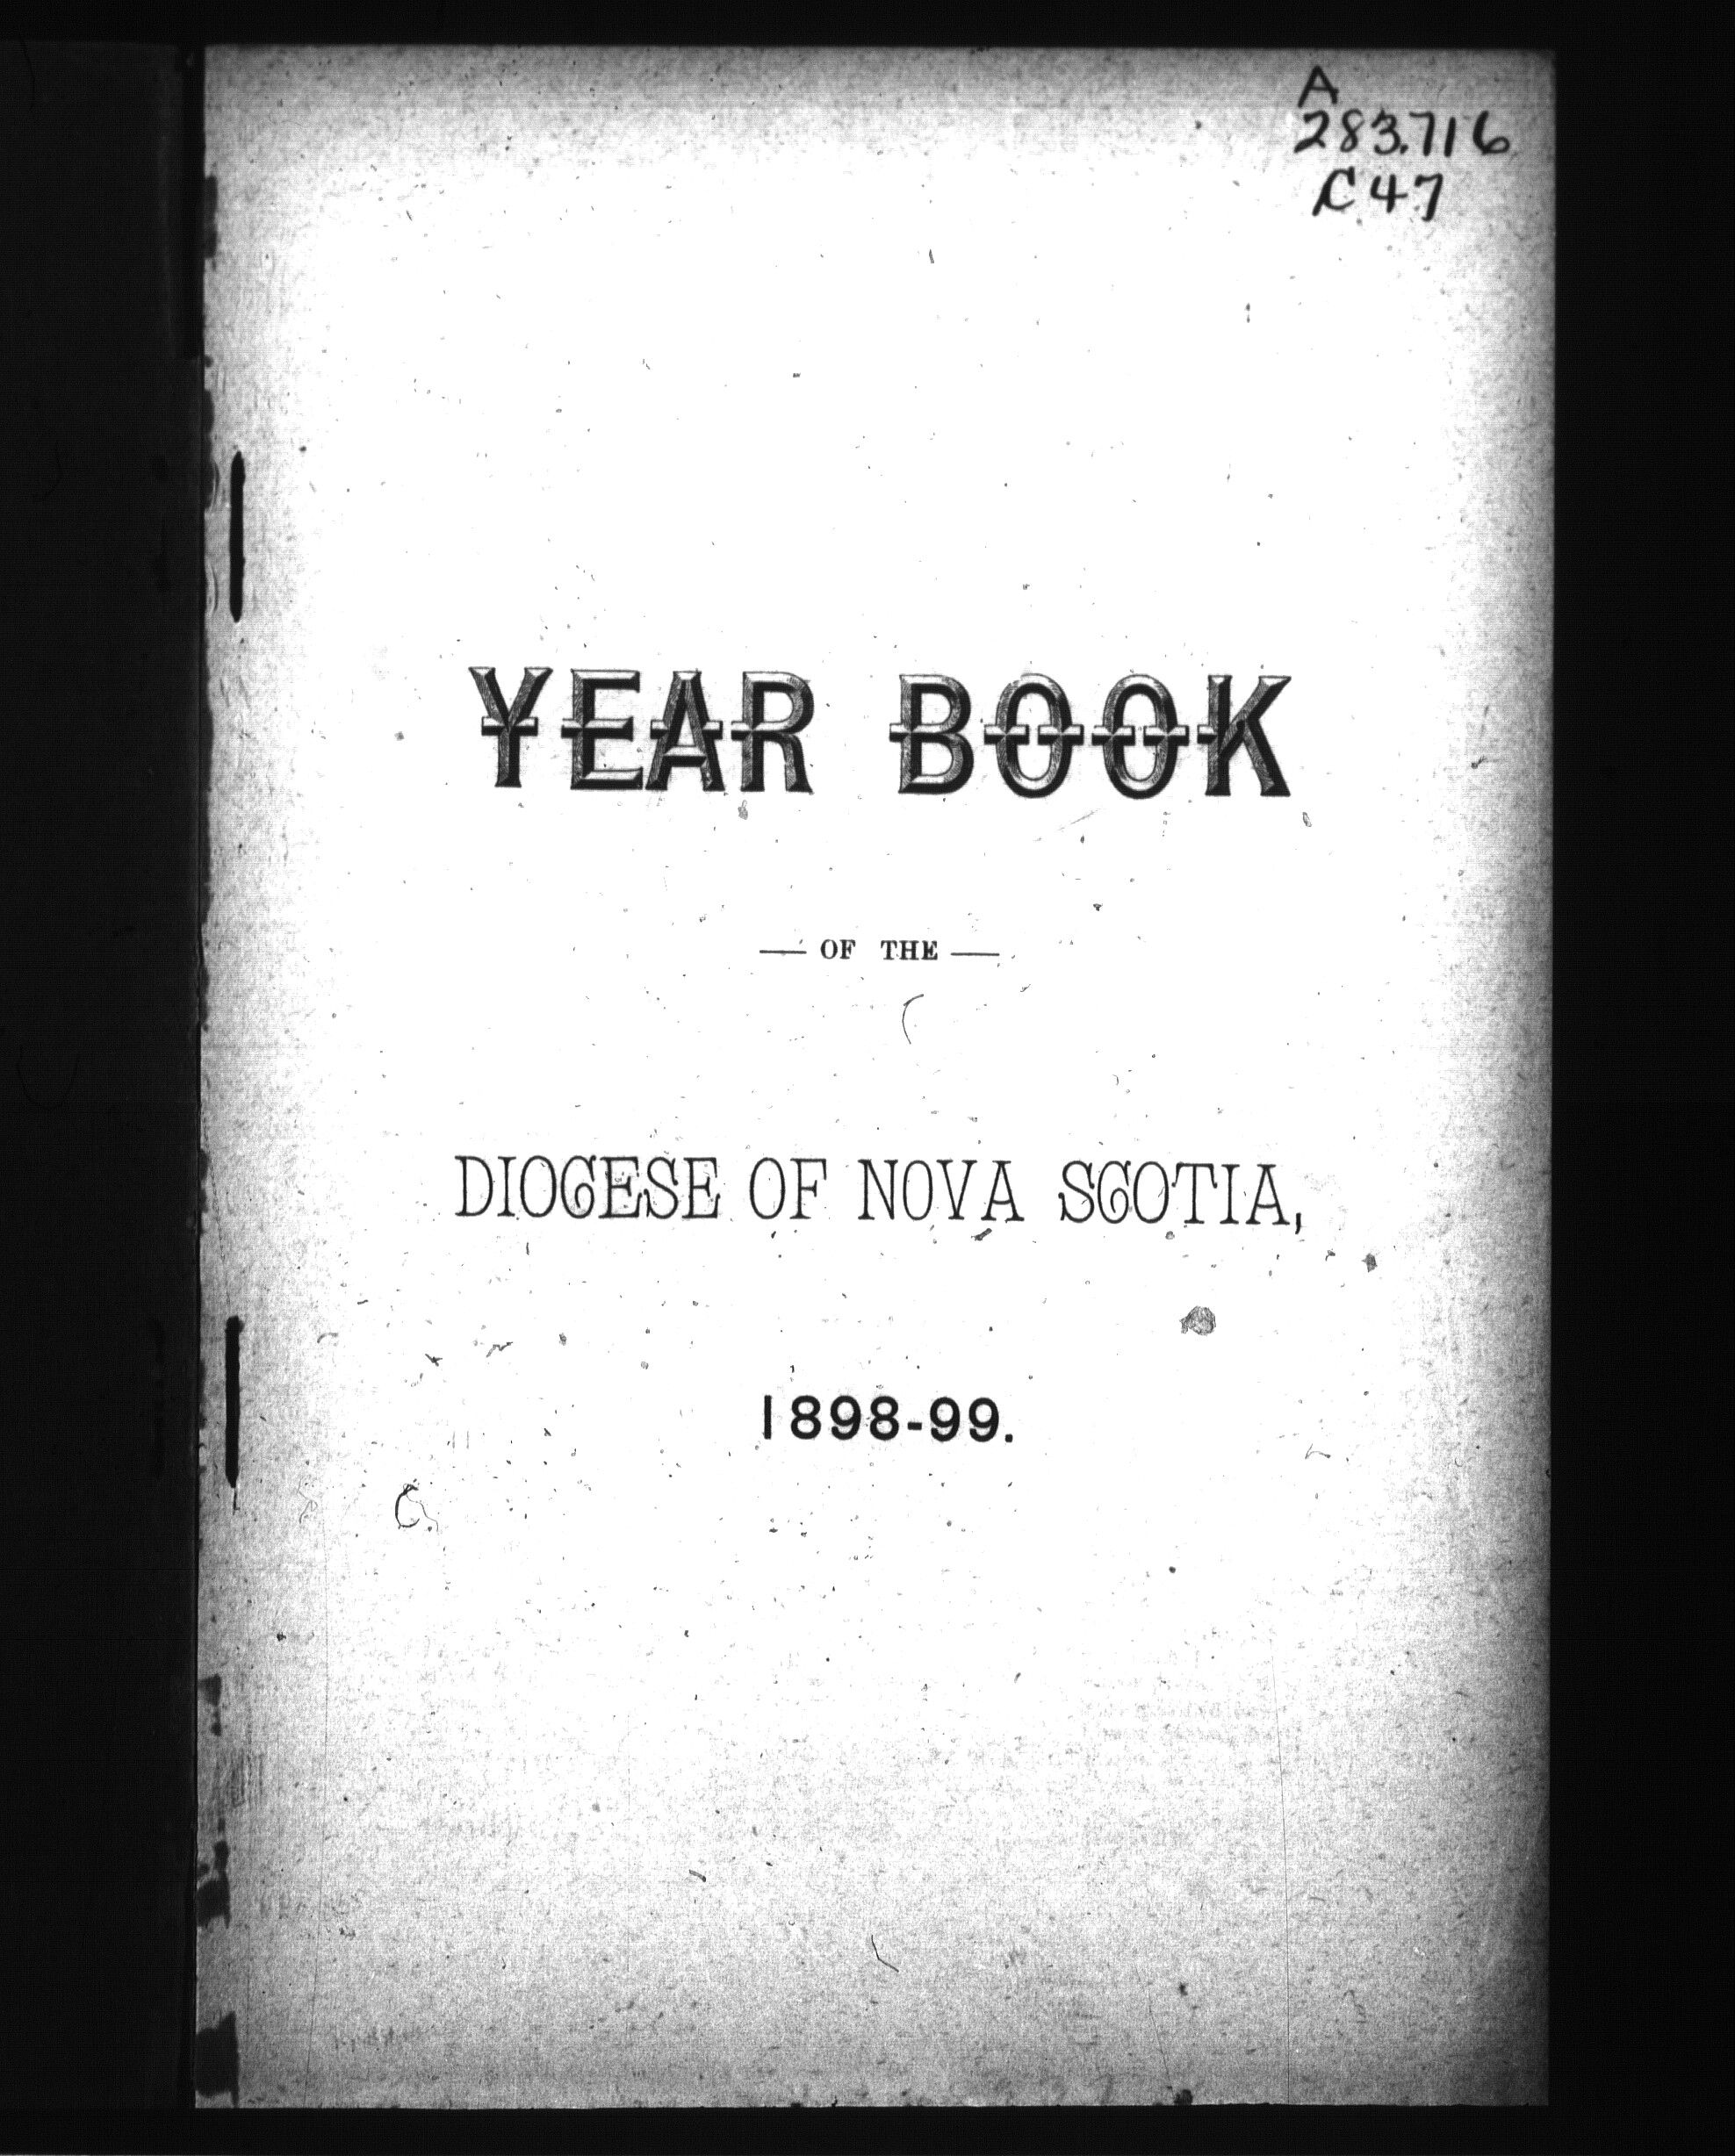 A
283.716
C47
YEAR BOOK
— OF THE —
DIOCESE OF NOVA SCOTIA,
1898-99.